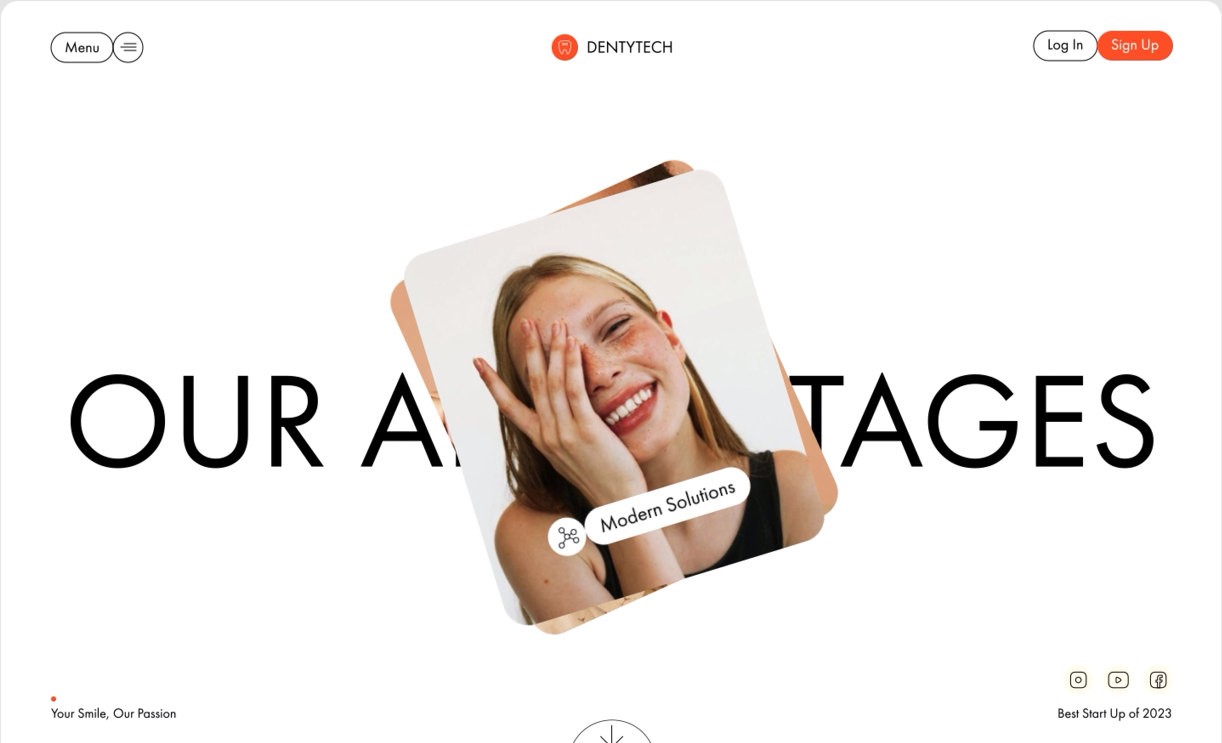 Menu
DENTYTECH
Log In
Sign Up
OUR A TAGES
Modern Solutions
Your Smile, Our Passion
Best Start Up of 2023